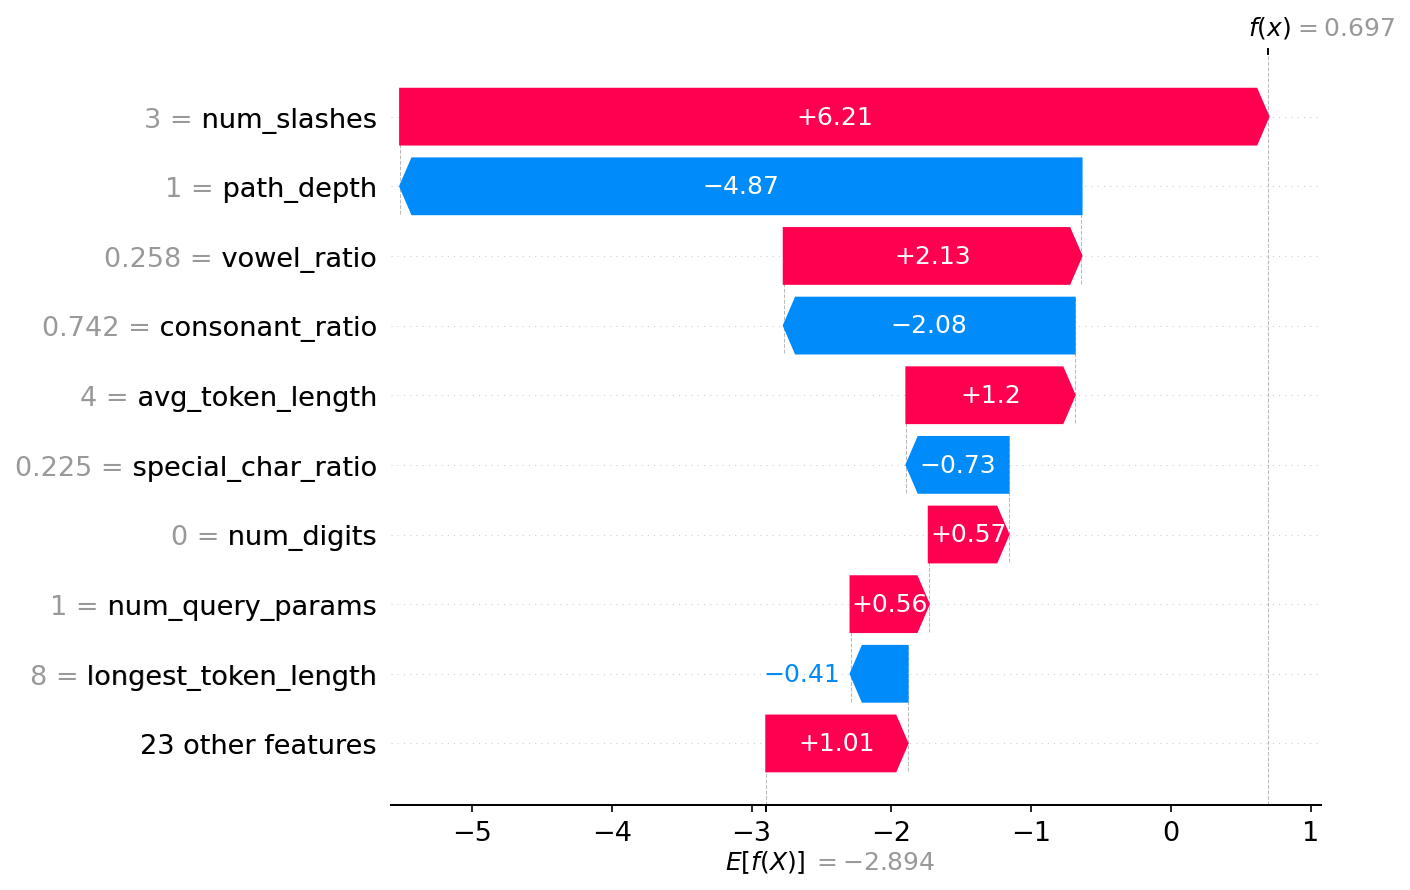 f(x) = 0.697
3 = num_slashes +6.21
1 = path_depth −4.87
0.258 = vowel_ratio +2.13
0.742 = consonant_ratio −2.08
4 = avg_token_length +1.2
0.225 = special_char_ratio −0.73
0 = num_digits +0.57
1 = num_query_params +0.56
8 = longest_token_length −0.41
23 other features +1.01
−5 −4 −3 −2 −1 0 1
E[f(X)] = −2.894